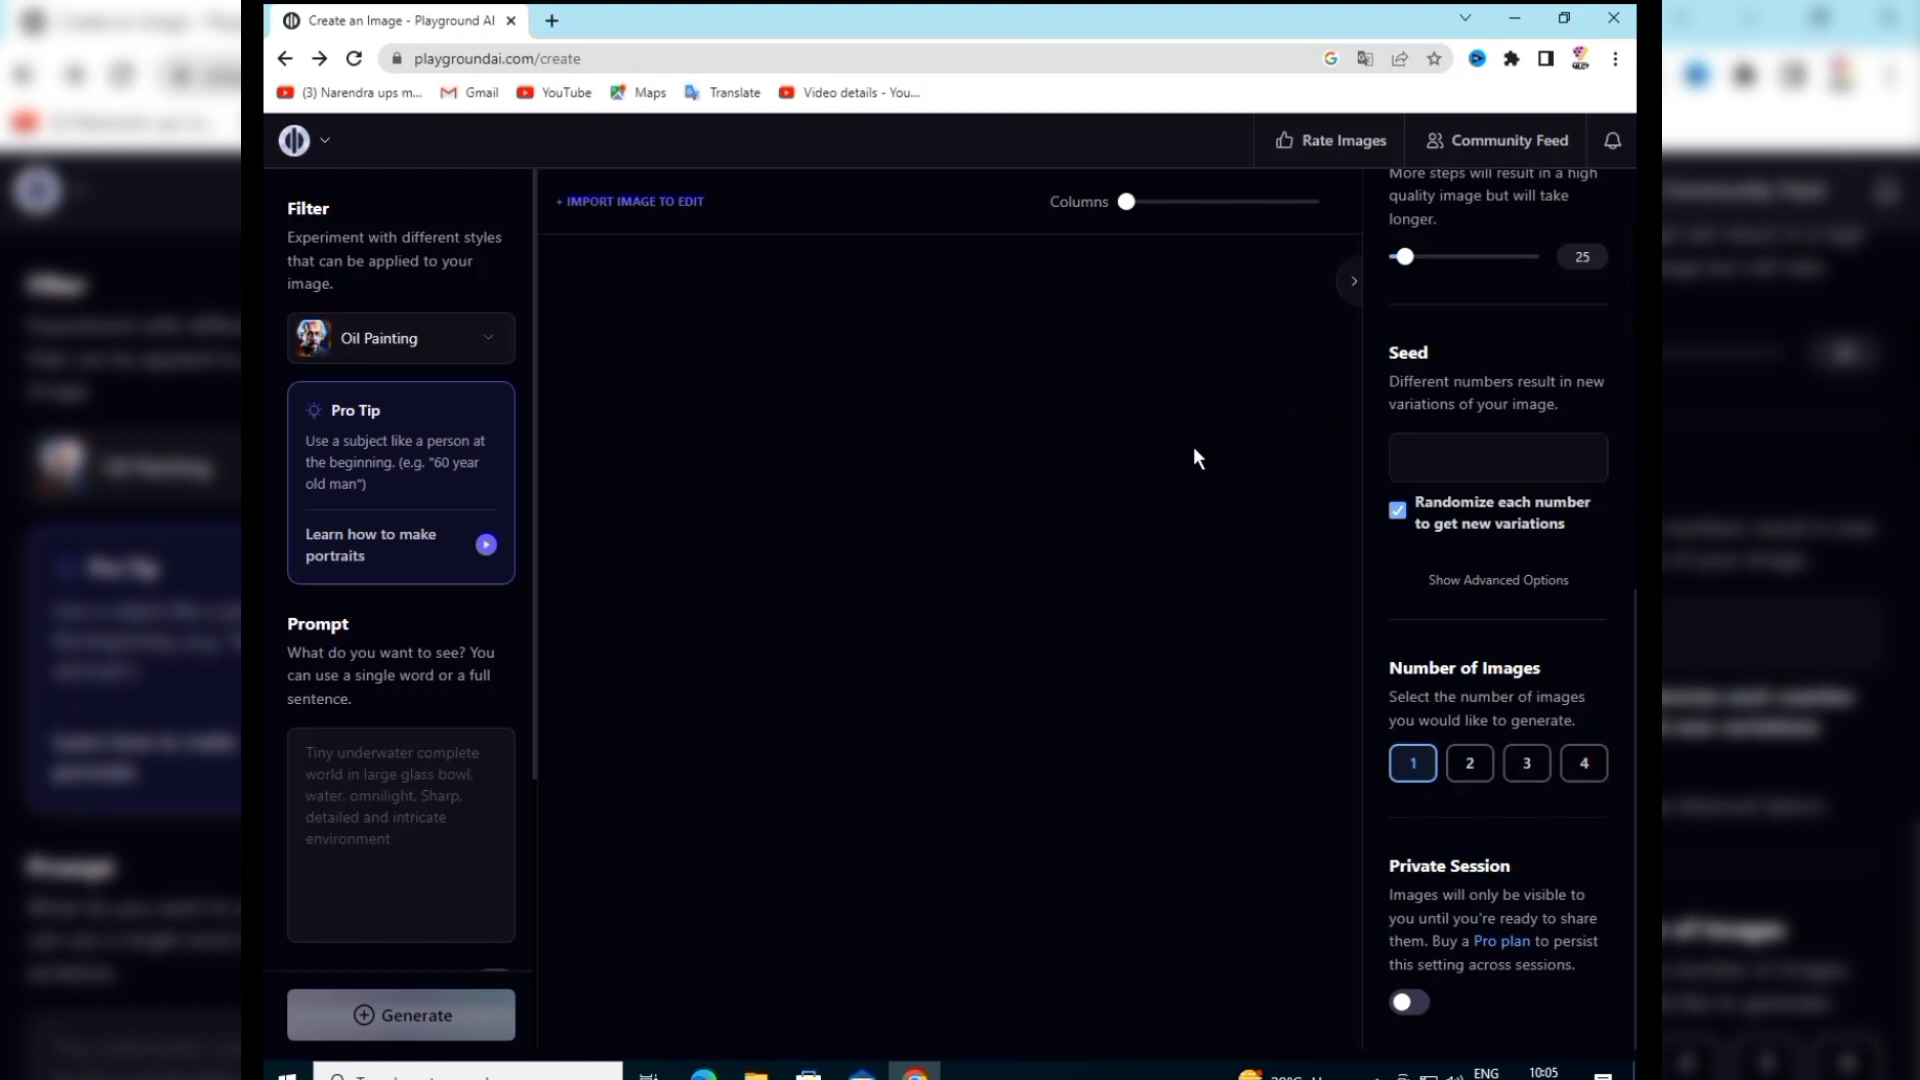 Create an Image - Playground AI
playgroundai.com/create
(3) Narendra ups m...
Gmail
YouTube
Maps
Translate
Video details - You...
Rate Images
Community Feed
Filter
Experiment with different styles
that can be applied to your
image.
Oil Painting
Pro Tip
Use a subject like a person at
the beginning. (e.g. "60 year
old man")
Learn how to make
portraits
Prompt
What do you want to see? You
can use a single word or a full
sentence.
Tiny underwater complete
world in large glass bowl,
water, omnilight, Sharp,
detailed and intricate
environment
Generate
+ IMPORT IMAGE TO EDIT
Columns
More steps will result in a high
quality image but will take
longer.
25
Seed
Different numbers result in new
variations of your image.
Randomize each number
to get new variations
Show Advanced Options
Number of Images
Select the number of images
you would like to generate.
1 2 3 4
Private Session
Images will only be visible to
you until you're ready to share
them. Buy a Pro plan to persist
this setting across sessions.
ENG
10:05